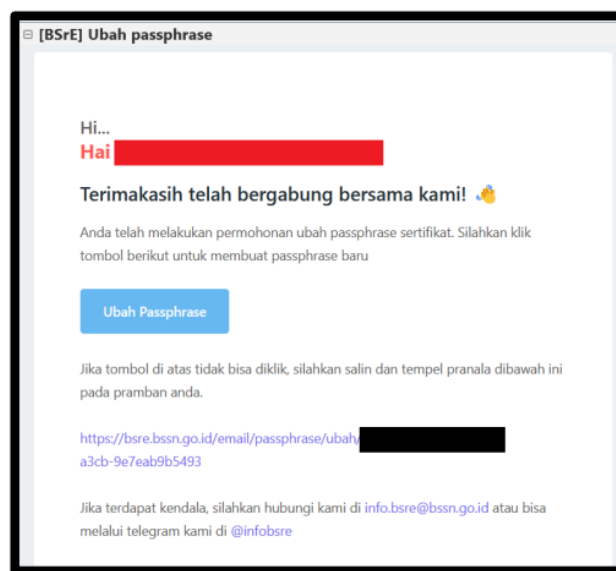 [BSrE] Ubah passphrase
Hi...
Hai
Terimakasih telah bergabung bersama kami! 👋
Anda telah melakukan permohonan ubah passphrase sertifikat. Silahkan klik
tombol berikut untuk membuat passphrase baru
Ubah Passphrase
Jika tombol di atas tidak bisa diklik, silahkan salin dan tempel pranala dibawah ini
pada pramban anda.
https://bsre.bssn.go.id/email/passphrase/ubah/
a3cb-9e7eab9b5493
Jika terdapat kendala, silahkan hubungi kami di info.bsre@bssn.go.id atau bisa
melalui telegram kami di @infobsre